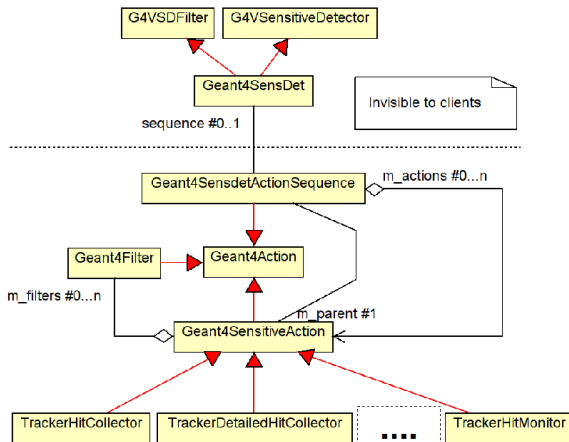 G4VSDFilter
G4VSensitiveDetector
Geant4SensDet
Invisible to clients
sequence #0..1
Geant4SensdetActionSequence
m_actions #0...n
Geant4Filter
Geant4Action
m_filters #0...n
m_parent #1
Geant4SensitiveAction
TrackerHitCollector
TrackerDetailedHitCollector
....
TrackerHitMonitor